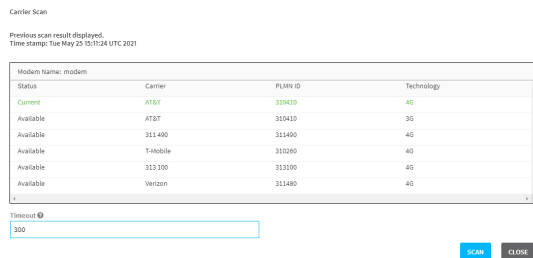 Carrier Scan
Previous scan result displayed.
Time stamp: Tue May 25 15:11:24 UTC 2021
Modem Name: modem
Status Carrier PLMN ID Technology
Current AT&T 310410 4G
Available AT&T 310410 3G
Available 311 490 311490 4G
Available T-Mobile 310260 4G
Available 313 100 313100 4G
Available Verizon 311480 4G
Timeout
300
SCAN CLOSE